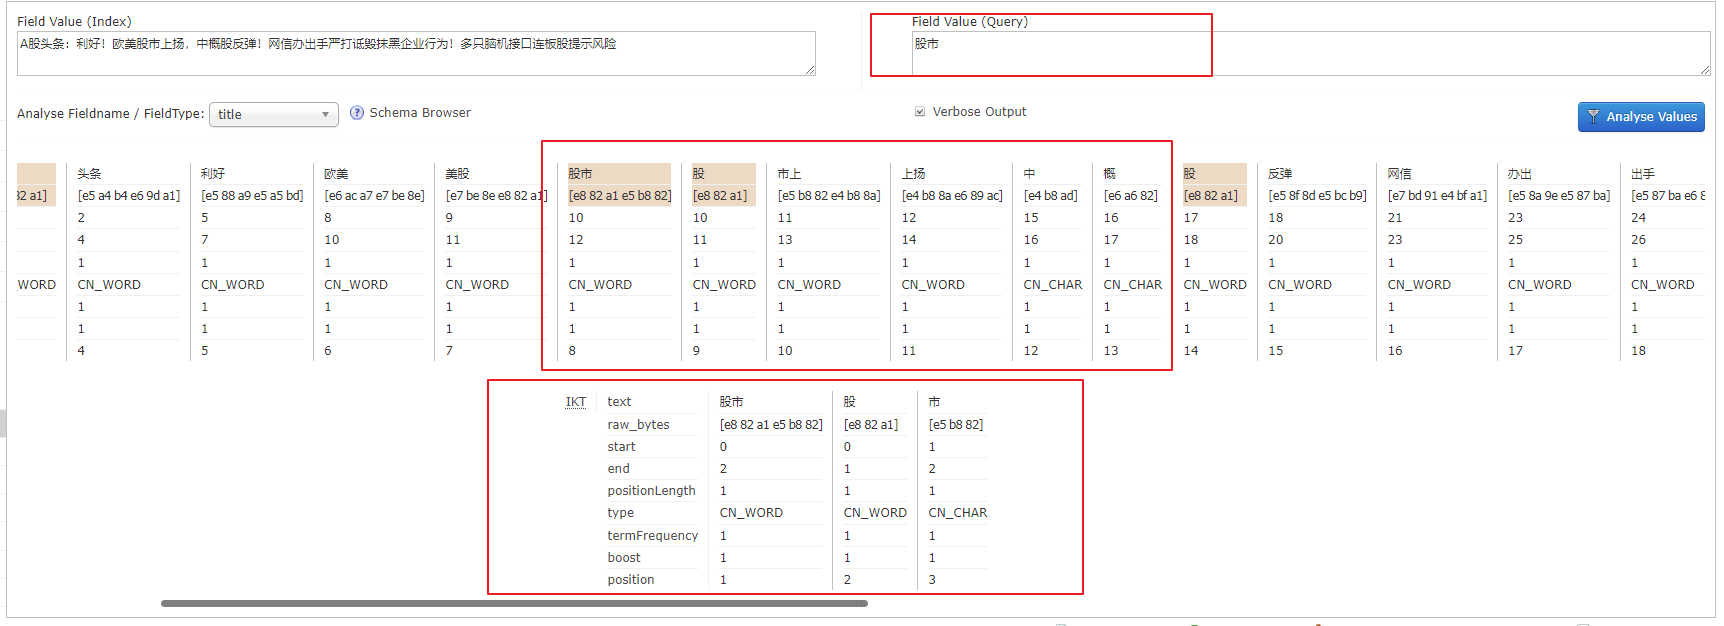 Field Value (Index)
A股头条：利好！欧美股市上扬，中概股反弹！网信办出手严打诋毁抹黑企业行为！多只脑机接口连板股提示风险
Field Value (Query)
股市
Analyse Fieldname / FieldType: title ? Schema Browser
Verbose Output
Analyse Values
头条 利好 欧美 美股 股市 股 市上 上扬 中 概 股 反弹 网信 办出 出手
82 a1] [e5 a4 b4 e6 9d a1] [e5 88 a9 e5 a5 bd] [e6 ac a7 e7 be 8e] [e7 be 8e e8 82 a1] [e8 82 a1 e5 b8 82] [e8 82 a1] [e5 b8 82 e4 b8 8a] [e4 b8 8a e6 89 ac] [e4 b8 ad] [e6 a6 82] [e8 82 a1] [e5 8f 8d e5 bc b9] [e7 bd 91 e4 bf a1] [e5 8a 9e e5 87 ba] [e5 87 ba e6 8
2 5 8 9 10 10 11 12 15 16 17 18 21 23 24
4 7 10 11 12 11 13 14 16 17 18 20 23 25 26
1 1 1 1 1 1 1 1 1 1 1 1 1 1 1
WORD CN_WORD CN_WORD CN_WORD CN_WORD CN_WORD CN_WORD CN_WORD CN_WORD CN_CHAR CN_CHAR CN_WORD CN_WORD CN_WORD CN_WORD CN_WORD
1 1 1 1 1 1 1 1 1 1 1 1 1 1 1
1 1 1 1 1 1 1 1 1 1 1 1 1 1 1
4 5 6 7 8 9 10 11 12 13 14 15 16 17 18
IKT text 股市 股 市
raw_bytes [e8 82 a1 e5 b8 82] [e8 82 a1] [e5 b8 82]
start 0 0 1
end 2 1 2
positionLength 1 1 1
type CN_WORD CN_WORD CN_CHAR
termFrequency 1 1 1
boost 1 1 1
position 1 2 3